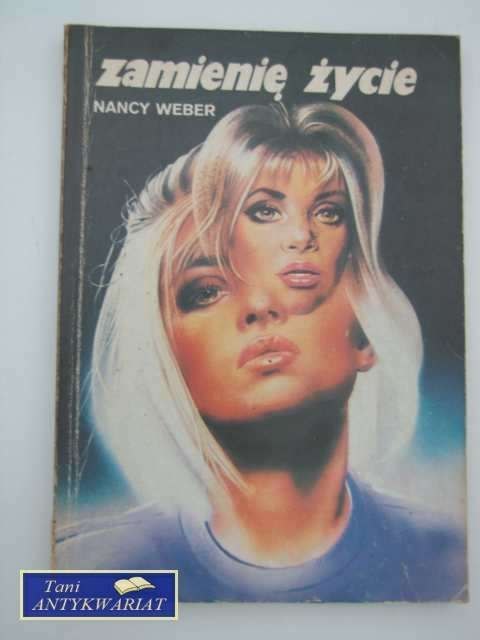 zamienię życie
NANCY WEBER
Tani
ANTYKWARIAT